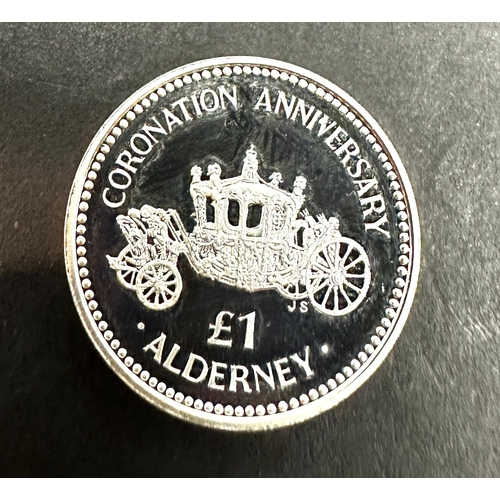 CORONATION ANNIVERSARY
JS
£1
· ALDERNEY ·